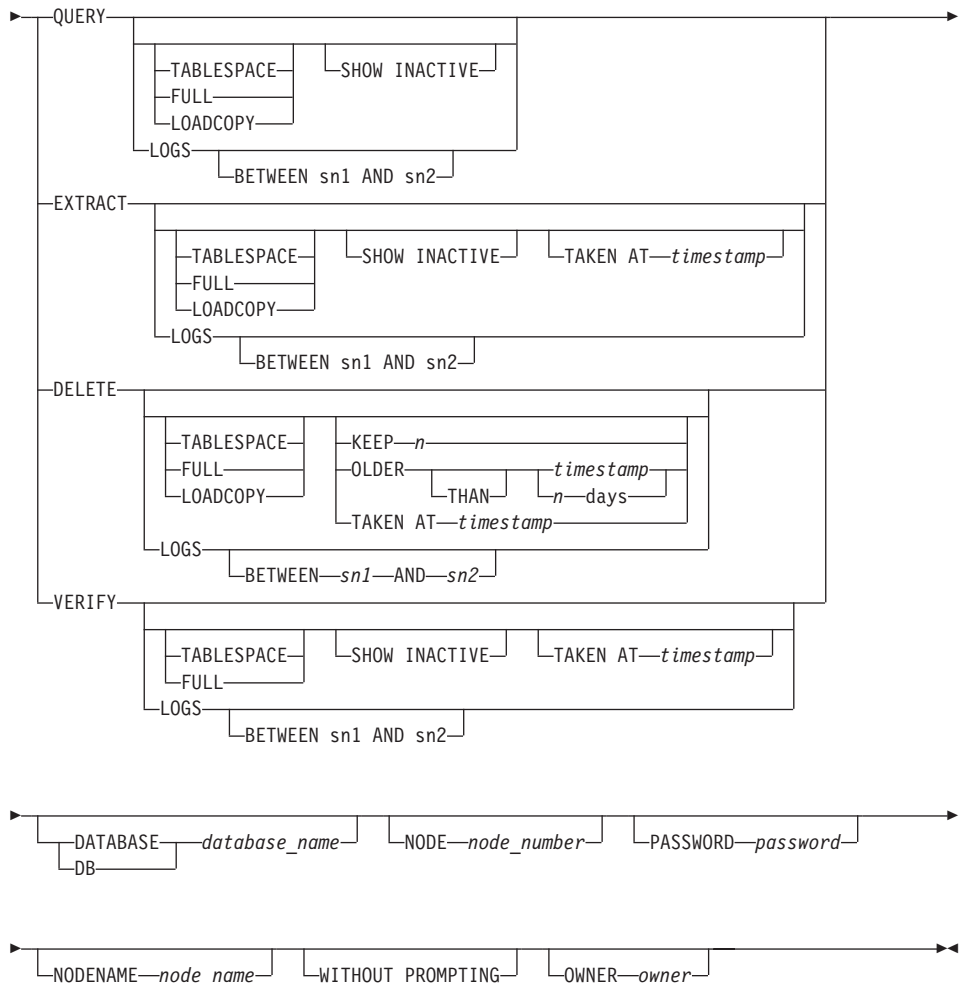 QUERY
TABLESPACE SHOW INACTIVE
FULL
LOADCOPY
LOGS
BETWEEN sn1 AND sn2
EXTRACT
TABLESPACE SHOW INACTIVE TAKEN AT timestamp
FULL
LOADCOPY
LOGS
BETWEEN sn1 AND sn2
DELETE
TABLESPACE KEEP n
FULL OLDER timestamp
LOADCOPY THAN n days
TAKEN AT timestamp
LOGS
BETWEEN sn1 AND sn2
VERIFY
TABLESPACE SHOW INACTIVE TAKEN AT timestamp
FULL
LOGS
BETWEEN sn1 AND sn2
DATABASE database_name NODE node_number PASSWORD password
DB
NODENAME node_name WITHOUT PROMPTING OWNER owner